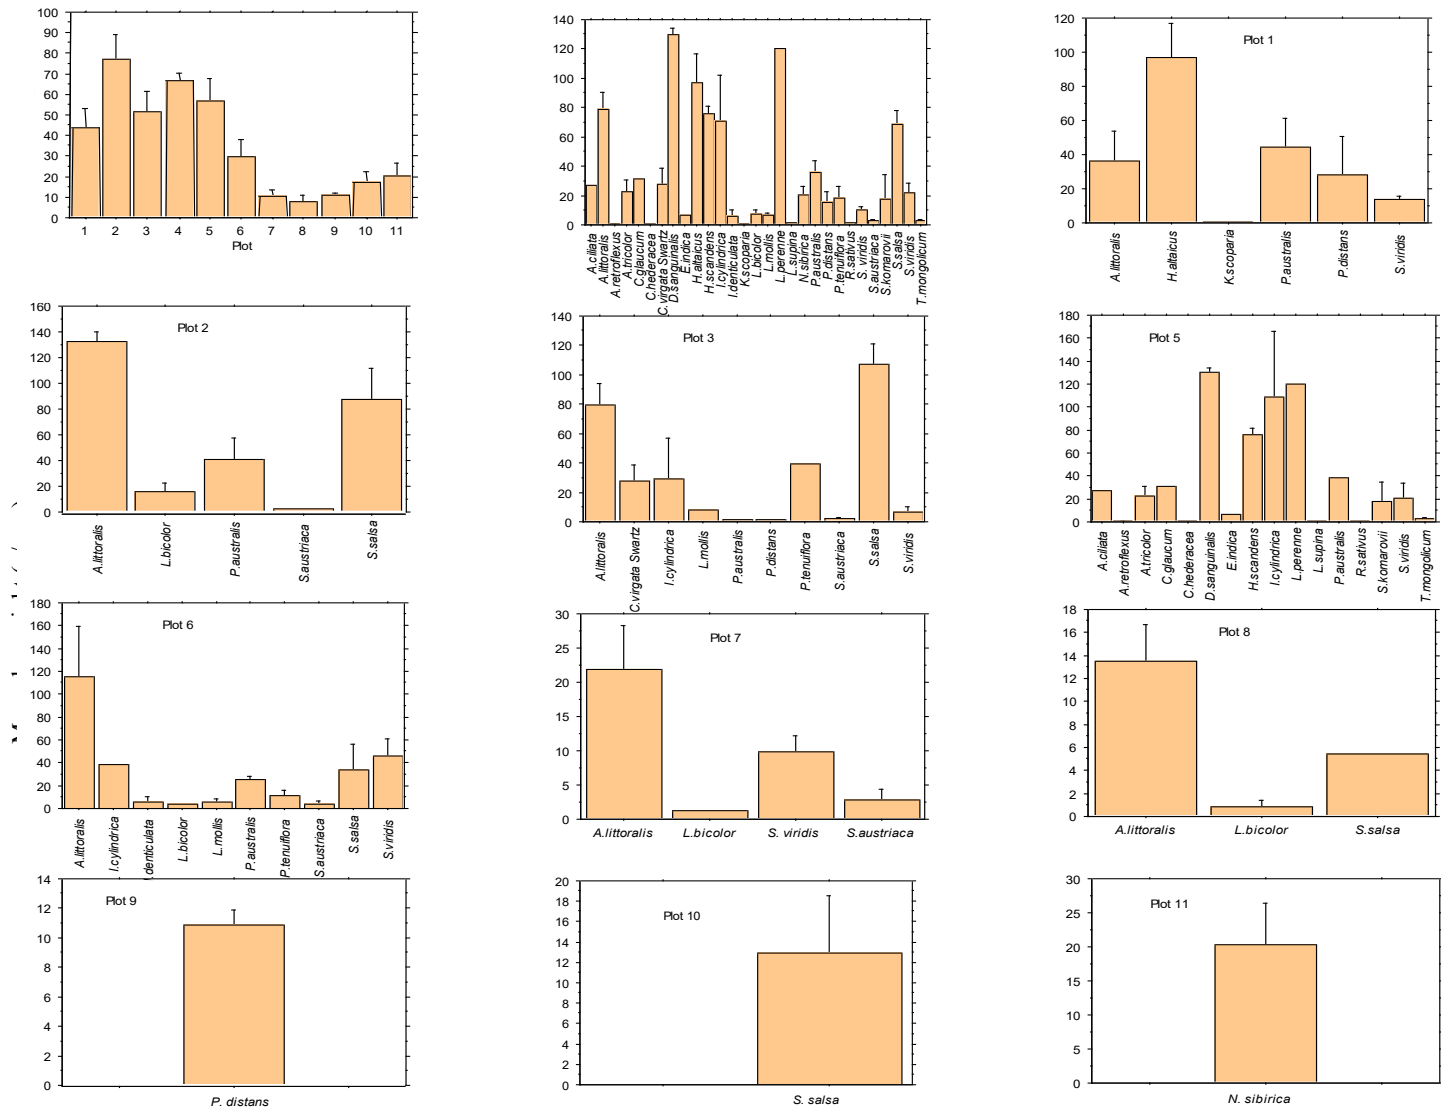 100
90
80
70
60
50
40
30
20
10
0
1 2 3 4 5 6 7 8 9 10 11
Plot
140
120
100
80
60
40
20
0
A.ciliata
A.littoralis
A.retroflexus
A.tricolor
C.glaucum
C.hederacea
C.virgata Swartz
D.sanguinalis
E.indica
H.altaicus
H.scandens
I.cylindrica
I.denticulata
K.scoparia
L.bicolor
L.mollis
L.perenne
L.supina
N.sibirica
P.australis
P.distans
P.tenuiflora
R.sativus
S. viridis
S.austriaca
S.komarovii
S.salsa
S.viridis
T.mongolicum
Plot 1
120
100
80
60
40
20
0
A.littoralis
H.altaicus
K.scoparia
P.australis
P.distans
S.viridis
Plot 2
160
140
120
100
80
60
40
20
0
A.littoralis
L.bicolor
P.australis
S.austriaca
S.salsa
Plot 3
140
120
100
80
60
40
20
0
A.littoralis
C.virgata Swartz
I.cylindrica
L.mollis
P.australis
P.distans
P.tenuiflora
S.austriaca
S.salsa
S.viridis
Plot 5
180
160
140
120
100
80
60
40
20
0
A.ciliata
A.retroflexus
A.tricolor
C.glaucum
C.hederacea
D.sanguinalis
E.indica
H.scandens
I.cylindrica
L.perenne
L.supina
P.australis
R.sativus
S.komarovii
S.viridis
T.mongolicum
Plot 6
180
160
140
120
100
80
60
40
20
0
A.littoralis
I.cylindrica
.denticulata
L.bicolor
L.mollis
P.australis
P.tenuiflora
S.austriaca
S.salsa
S.viridis
Plot 7
30
25
20
15
10
5
0
A.littoralis L.bicolor S. viridis S.austriaca
Plot 8
18
16
14
12
10
8
6
4
2
0
A.littoralis L.bicolor S.salsa
Plot 9
14
12
10
8
6
4
2
0
P. distans
Plot 10
20
18
16
14
12
10
8
6
4
2
0
S. salsa
Plot 11
30
25
20
15
10
5
0
N. sibirica